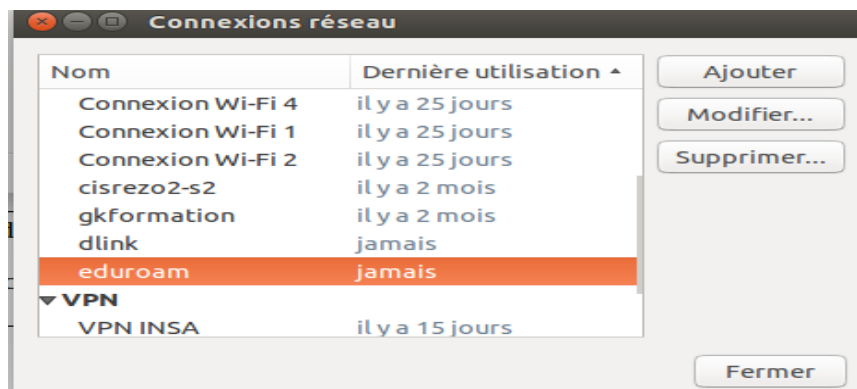 Connexions réseau
Nom Dernière utilisation Ajouter
Connexion Wi-Fi 4 il y a 25 jours Modifier...
Connexion Wi-Fi 1 il y a 25 jours
Connexion Wi-Fi 2 il y a 25 jours Supprimer...
cisrezo2-s2 il y a 2 mois
gkformation il y a 2 mois
dlink jamais
eduroam jamais
VPN
VPN INSA il y a 15 jours
Fermer